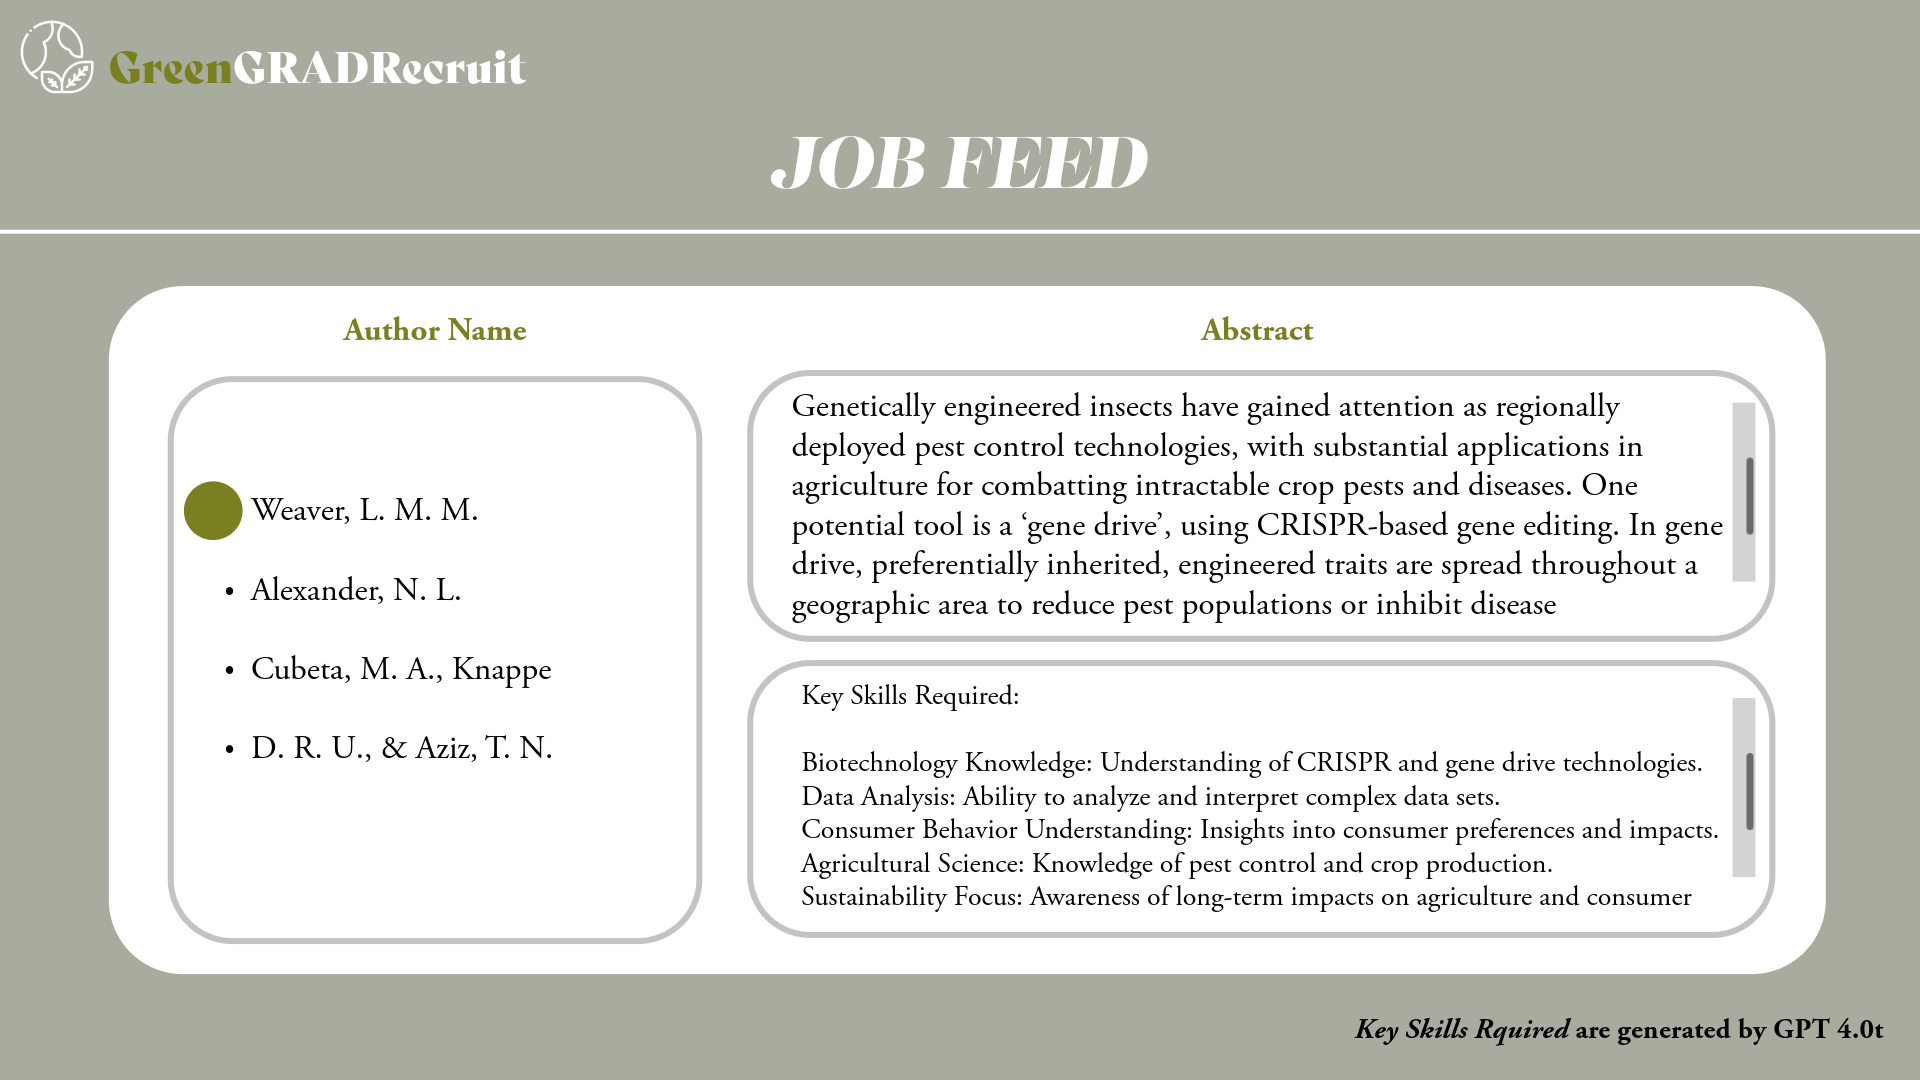 GreenGRADRecruit
JOB FEED
Author Name
Weaver, L. M. M.
• Alexander, N. L.
• Cubeta, M. A., Knappe
• D. R. U., & Aziz, T. N.
Abstract
Genetically engineered insects have gained attention as regionally
deployed pest control technologies, with substantial applications in
agriculture for combatting intractable crop pests and diseases. One
potential tool is a ‘gene drive’, using CRISPR-based gene editing. In gene
drive, preferentially inherited, engineered traits are spread throughout a
geographic area to reduce pest populations or inhibit disease
Key Skills Required:
Biotechnology Knowledge: Understanding of CRISPR and gene drive technologies.
Data Analysis: Ability to analyze and interpret complex data sets.
Consumer Behavior Understanding: Insights into consumer preferences and impacts.
Agricultural Science: Knowledge of pest control and crop production.
Sustainability Focus: Awareness of long-term impacts on agriculture and consumer
Key Skills Rquired are generated by GPT 4.0t